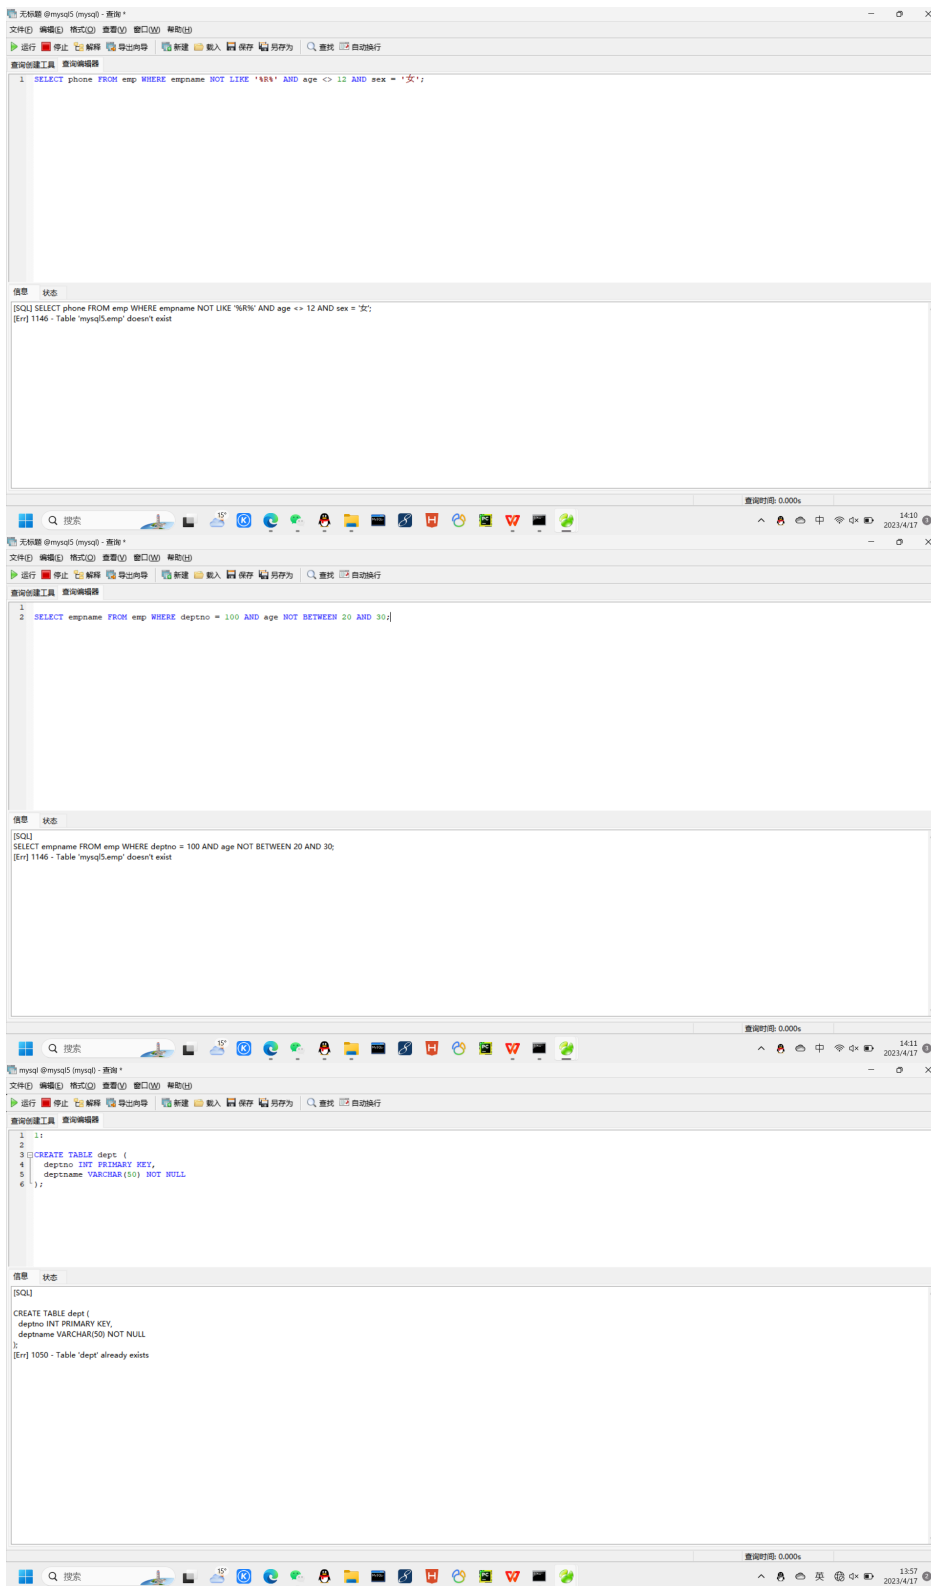 无标题 @mysql5 (mysql) - 查询 *
文件(F) 编辑(E) 格式(O) 查看(V) 窗口(W) 帮助(H)
运行 停止 解释 导出向导 新建 载入 保存 另存为 查找 自动换行
查询创建工具 查询编辑器
1 SELECT phone FROM emp WHERE empname NOT LIKE '%R%' AND age <> 12 AND sex = '女';
信息 状态
[SQL] SELECT phone FROM emp WHERE empname NOT LIKE '%R%' AND age <> 12 AND sex = '女';
[Err] 1146 - Table 'mysql5.emp' doesn't exist
查询时间: 0.000s
搜索 15° 中 14:10
2023/4/17
无标题 @mysql5 (mysql) - 查询 *
文件(F) 编辑(E) 格式(O) 查看(V) 窗口(W) 帮助(H)
运行 停止 解释 导出向导 新建 载入 保存 另存为 查找 自动换行
查询创建工具 查询编辑器
1
2 SELECT empname FROM emp WHERE deptno = 100 AND age NOT BETWEEN 20 AND 30;
信息 状态
[SQL]
SELECT empname FROM emp WHERE deptno = 100 AND age NOT BETWEEN 20 AND 30;
[Err] 1146 - Table 'mysql5.emp' doesn't exist
查询时间: 0.000s
搜索 15° 中 14:11
2023/4/17
mysql @mysql5 (mysql) - 查询 *
文件(F) 编辑(E) 格式(O) 查看(V) 窗口(W) 帮助(H)
运行 停止 解释 导出向导 新建 载入 保存 另存为 查找 自动换行
查询创建工具 查询编辑器
1 1:
2
3 CREATE TABLE dept (
4 deptno INT PRIMARY KEY,
5 deptname VARCHAR(50) NOT NULL
6 );
信息 状态
[SQL]
CREATE TABLE dept (
deptno INT PRIMARY KEY,
deptname VARCHAR(50) NOT NULL
);
[Err] 1050 - Table 'dept' already exists
查询时间: 0.000s
搜索 15° 英 13:57
2023/4/17